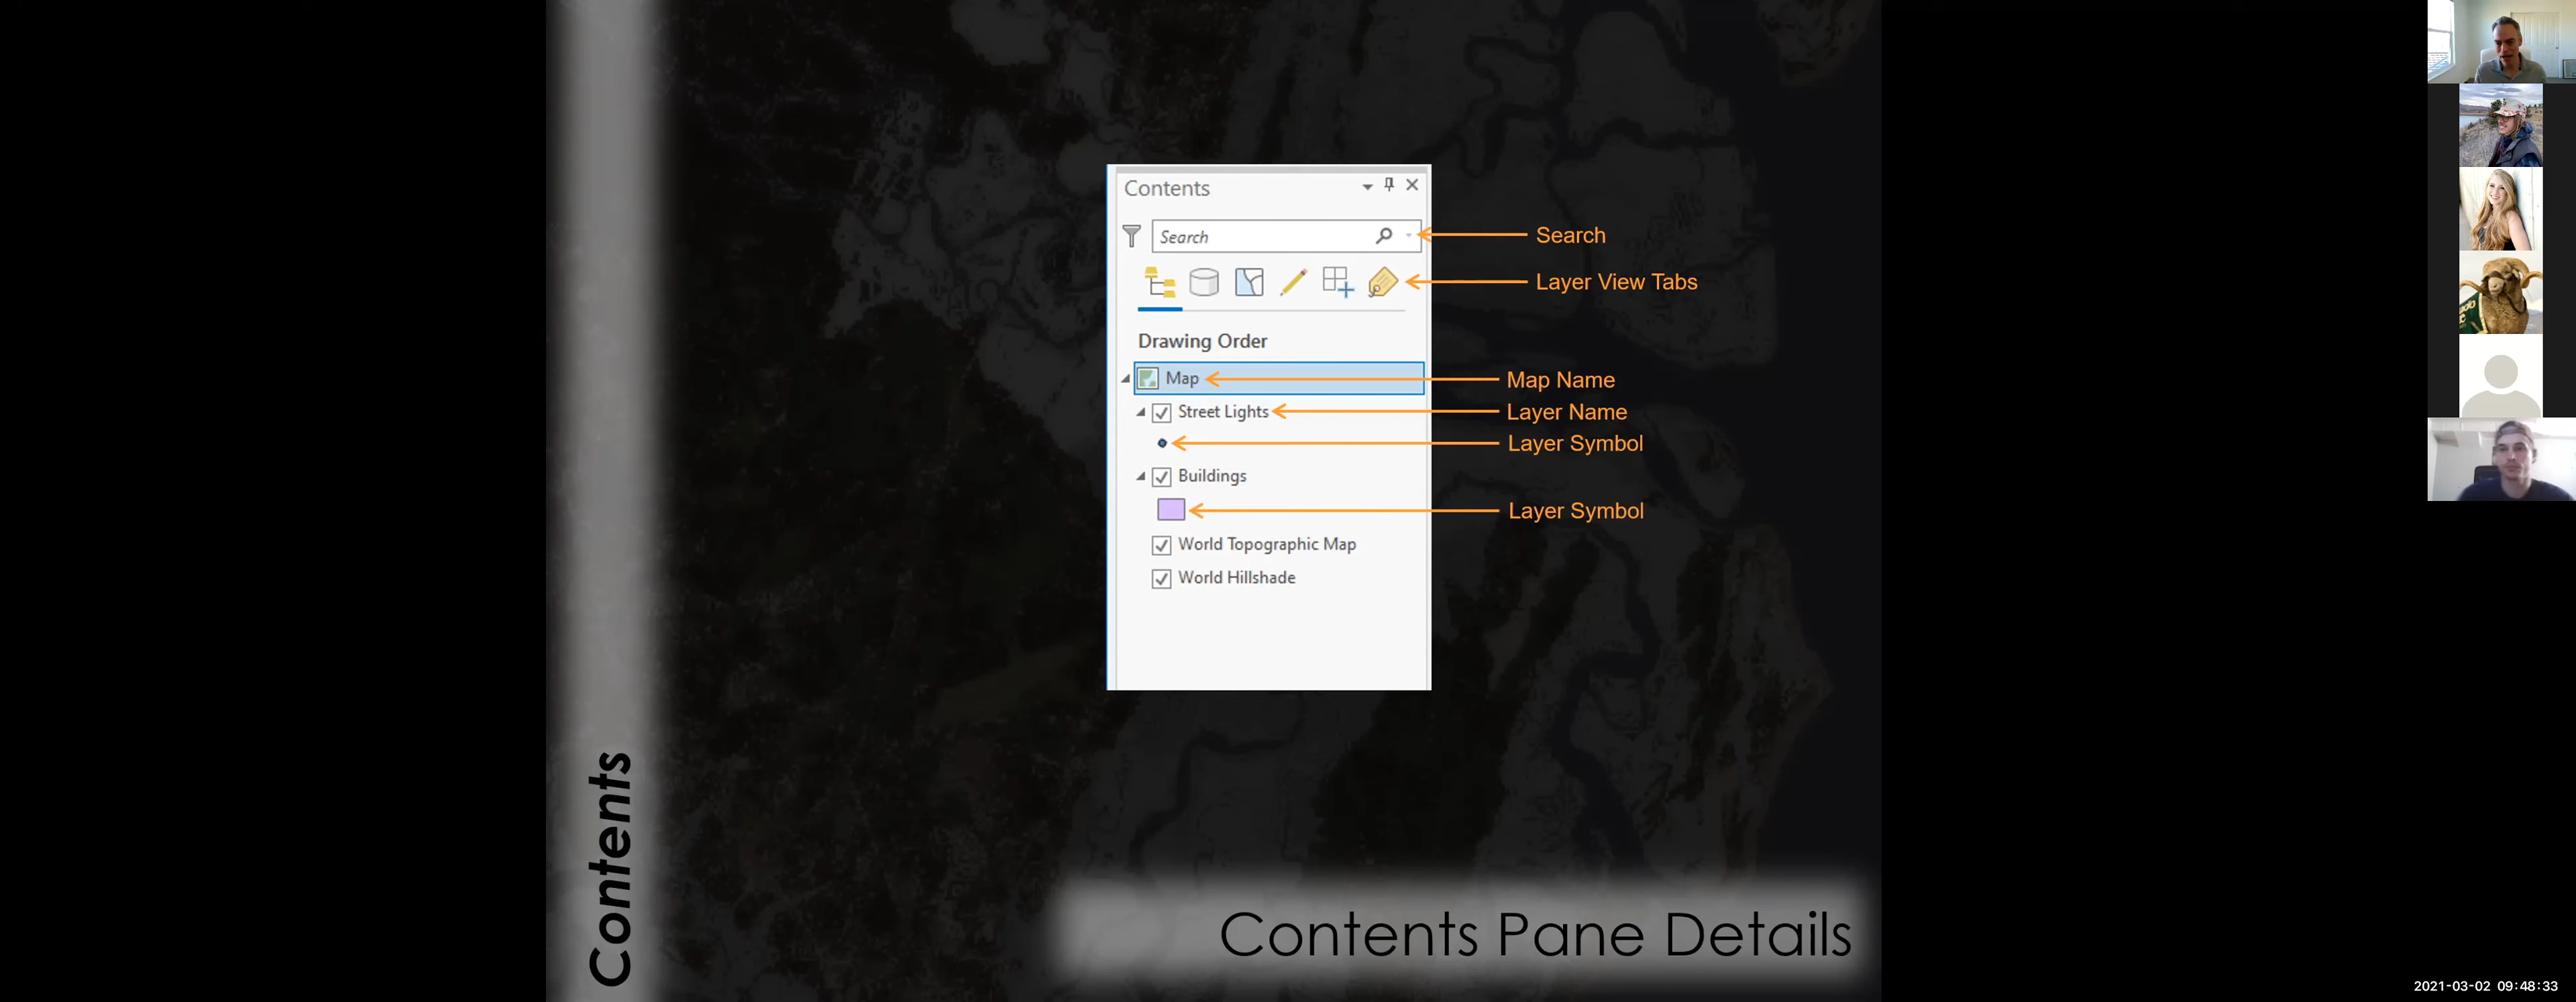 Contents
Search
Search
Layer View Tabs
Drawing Order
Map
Map Name
Street Lights
Layer Name
Layer Symbol
Buildings
Layer Symbol
World Topographic Map
World Hillshade
Contents
Contents Pane Details
2021-03-02 09:48:33